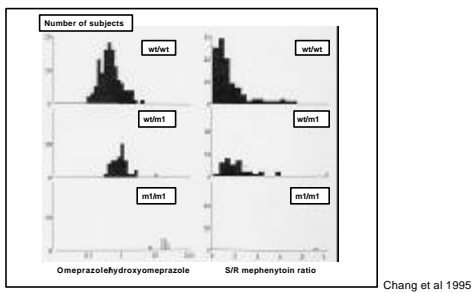 Number of subjects
wt/wt
wt/wt
wt/m1
wt/m1
m1/m1
m1/m1
Omeprazole/hydroxyomeprazole
S/R mephenytoin ratio
Chang et al 1995